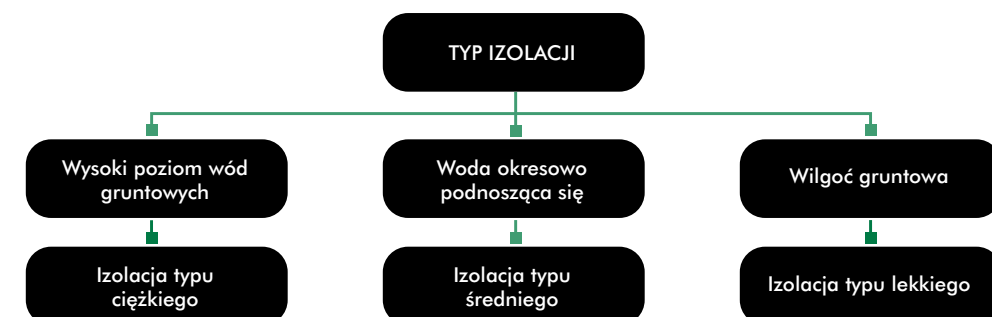 TYP IZOLACJI
Wysoki poziom wód
gruntowych
Woda okresowo
podnosząca się
Wilgoć gruntowa
Izolacja typu
ciężkiego
Izolacja typu
średniego
Izolacja typu lekkiego